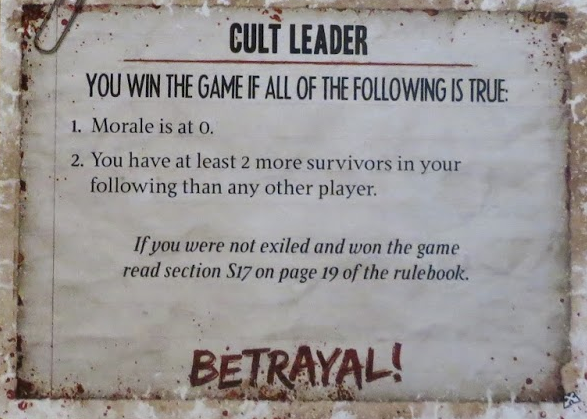 CULT LEADER
YOU WIN THE GAME IF ALL OF THE FOLLOWING IS TRUE:
1. Morale is at 0.
2. You have at least 2 more survivors in your
following than any other player.
If you were not exiled and won the game
read section S17 on page 19 of the rulebook.
BETRAYAL!